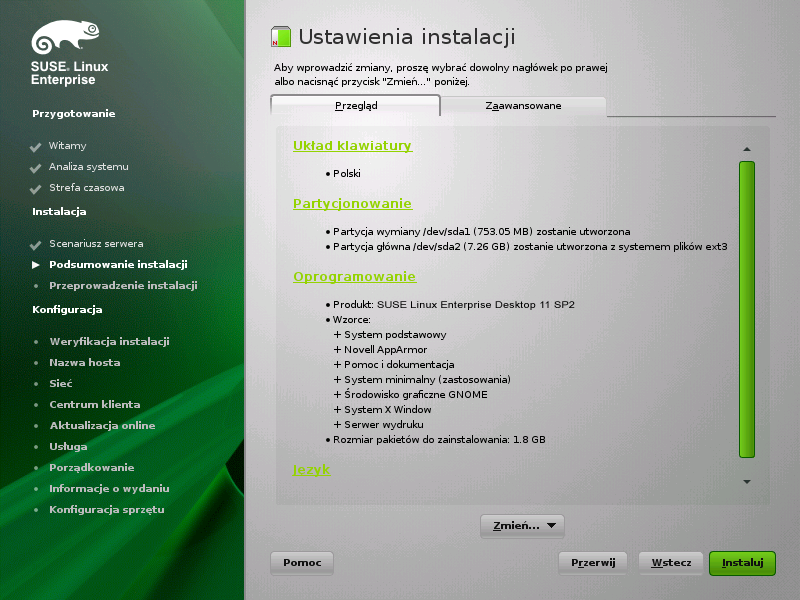 SUSE. Linux
Enterprise
Przygotowanie
Witamy
Analiza systemu
Strefa czasowa
Instalacja
Scenariusz serwera
Podsumowanie instalacji
Przeprowadzenie instalacji
Konfiguracja
Weryfikacja instalacji
Nazwa hosta
Sieć
Centrum klienta
Aktualizacja online
Usługa
Porządkowanie
Informacje o wydaniu
Konfiguracja sprzętu
Ustawienia instalacji
Aby wprowadzić zmiany, proszę wybrać dowolny nagłówek po prawej
albo nacisnąć przycisk "Zmień..." poniżej.
Przegląd Zaawansowane
Układ klawiatury
• Polski
Partycjonowanie
• Partycja wymiany /dev/sda1 (753.05 MB) zostanie utworzona
• Partycja główna /dev/sda2 (7.26 GB) zostanie utworzona z systemem plików ext3
Oprogramowanie
• Produkt: SUSE Linux Enterprise Desktop 11 SP2
• Wzorce:
+ System podstawowy
+ Novell AppArmor
+ Pomoc i dokumentacja
+ System minimalny (zastosowania)
+ Środowisko graficzne GNOME
+ System X Window
+ Serwer wydruku
• Rozmiar pakietów do zainstalowania: 1.8 GB
Język
Zmień...
Pomoc Przerwij Wstecz Instaluj